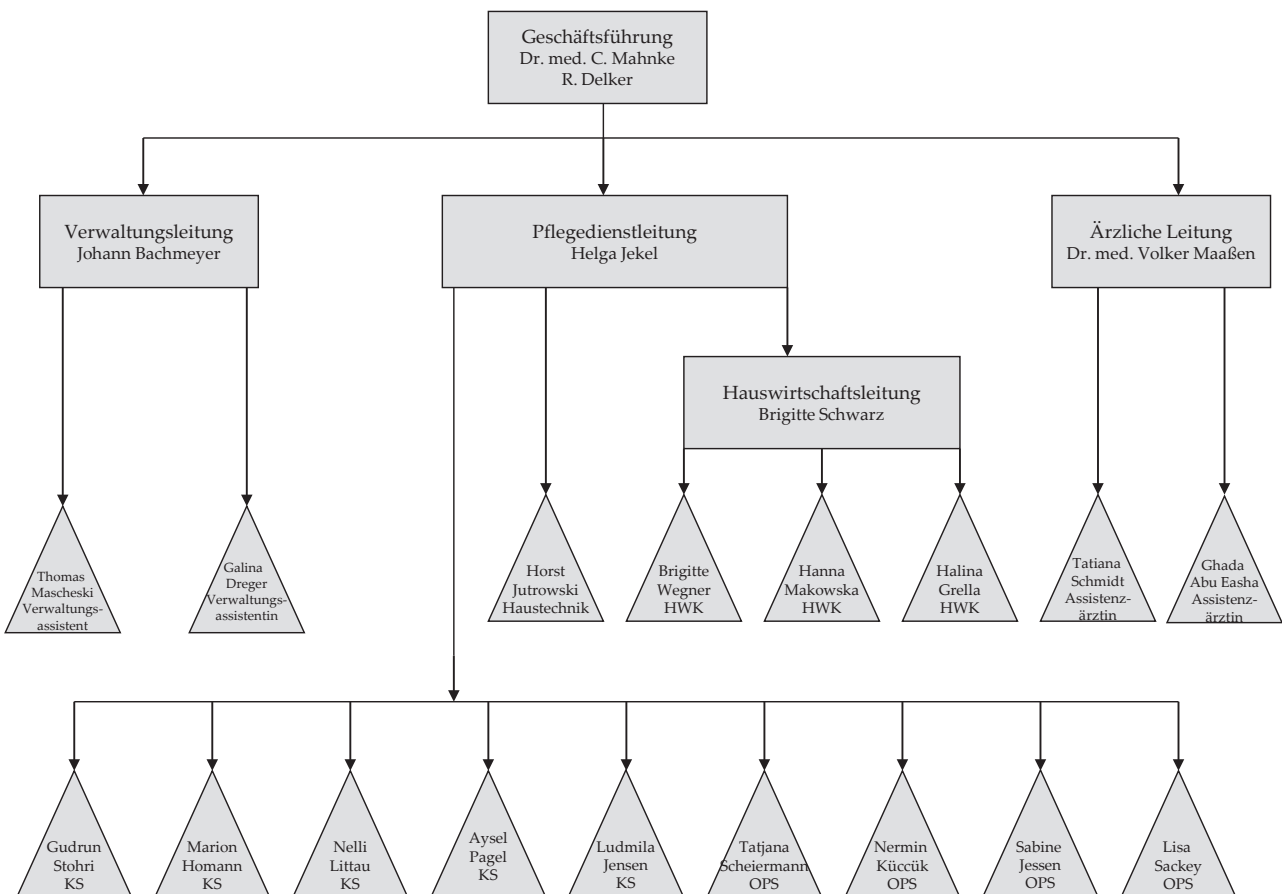 Geschäftsführung
Dr. med. C. Mahnke
R. Delker
Verwaltungsleitung
Johann Bachmeyer
Pflegedienstleitung
Helga Jekel
Ärzliche Leitung
Dr. med. Volker Maaßen
Hauswirtschaftsleitung
Brigitte Schwarz
Thomas
Mascheski
Verwaltungs-
assistent
Galina
Dreger
Verwaltungs-
assistentin
Horst
Jutrowski
Haustechnik
Brigitte
Wegner
HWK
Hanna
Makowska
HWK
Halina
Grella
HWK
Tatiana
Schmidt
Assistenz-
ärztin
Ghada
Abu Easha
Assistenz-
ärztin
Gudrun
Stohri
KS
Marion
Homann
KS
Nelli
Littau
KS
Aysel
Pagel
KS
Ludmila
Jensen
KS
Tatjana
Scheiermann
OPS
Nermin
Küccük
OPS
Sabine
Jessen
OPS
Lisa
Sackey
OPS